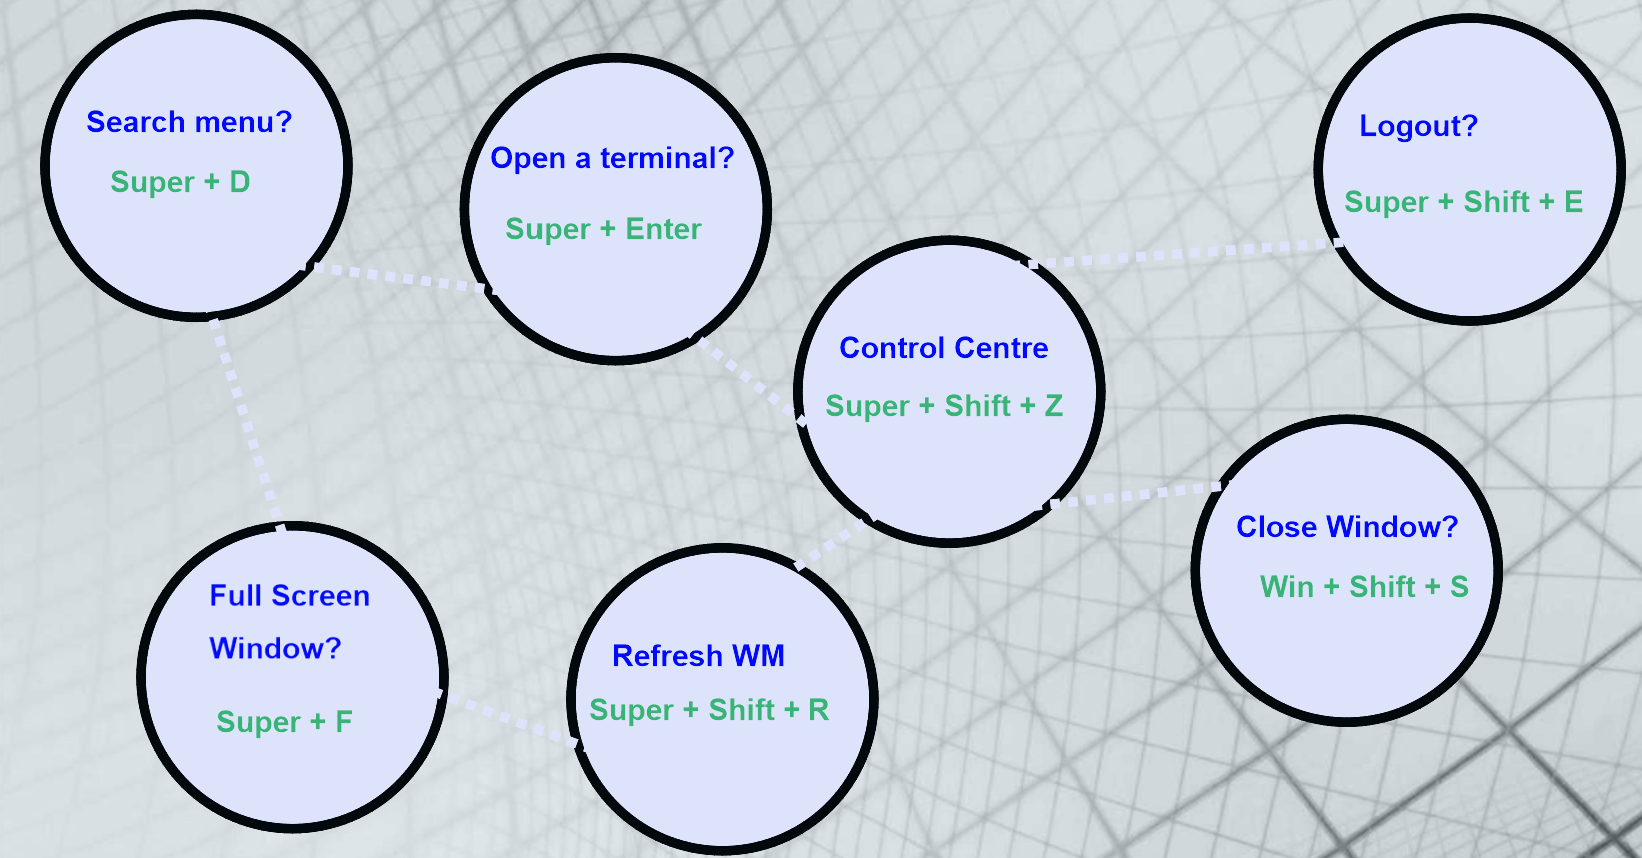 Search menu?
Super + D
Open a terminal?
Super + Enter
Logout?
Super + Shift + E
Control Centre
Super + Shift + Z
Close Window?
Win + Shift + S
Full Screen
Window?
Super + F
Refresh WM
Super + Shift + R